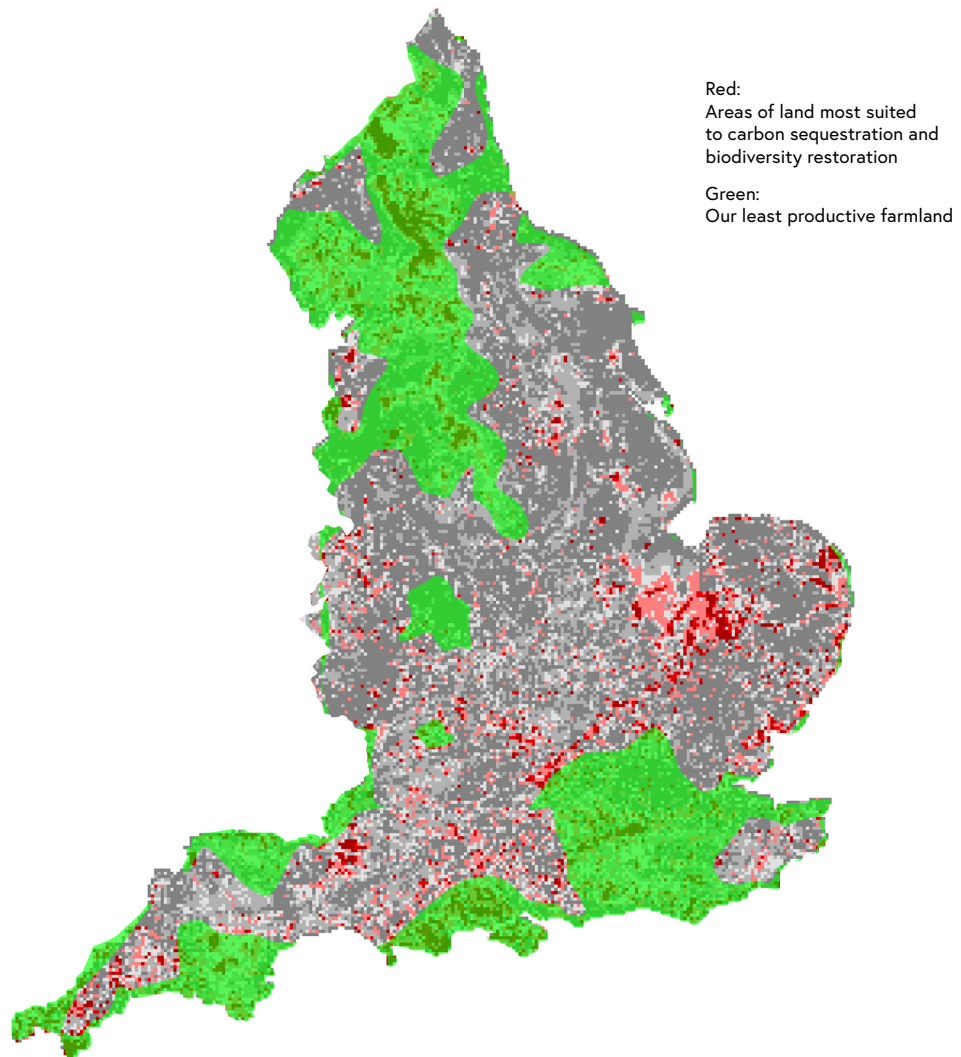 Red:
Areas of land most suited
to carbon sequestration and
biodiversity restoration
Green:
Our least productive farmland